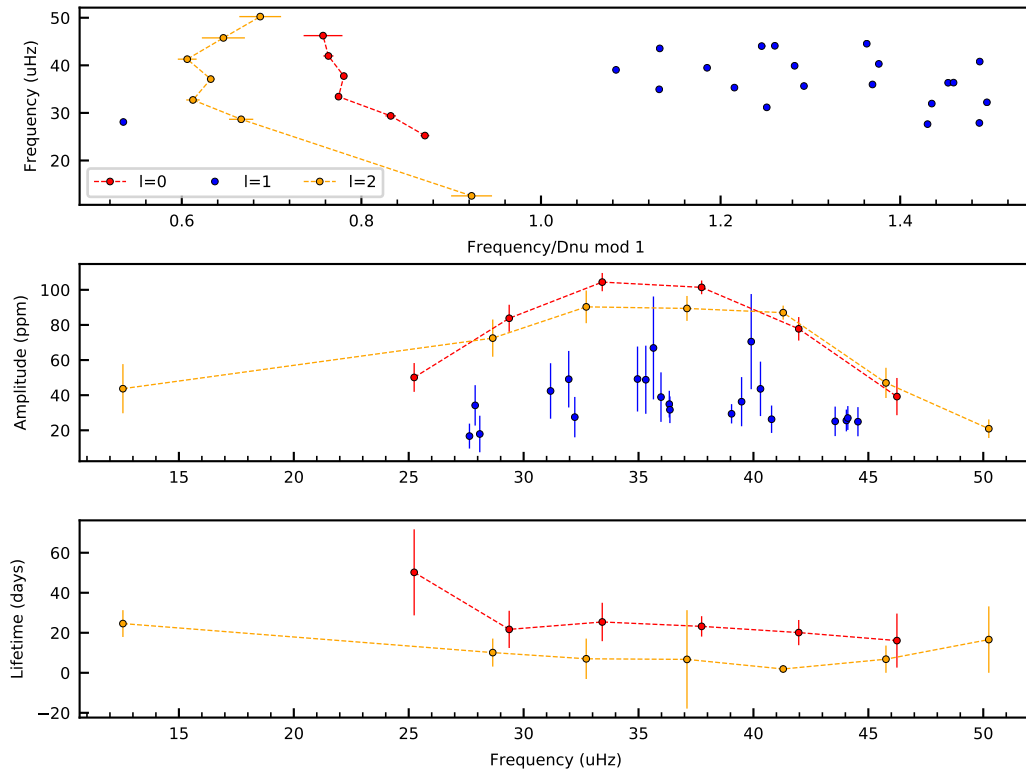 50
40
30
20
Frequency (uHz)
l=0 l=1 l=2
0.6 0.8 1.0 1.2 1.4
Frequency/Dnu mod 1
100
80
60
40
20
Amplitude (ppm)
15 20 25 30 35 40 45 50
60
40
20
0
−20
Lifetime (days)
15 20 25 30 35 40 45 50
Frequency (uHz)